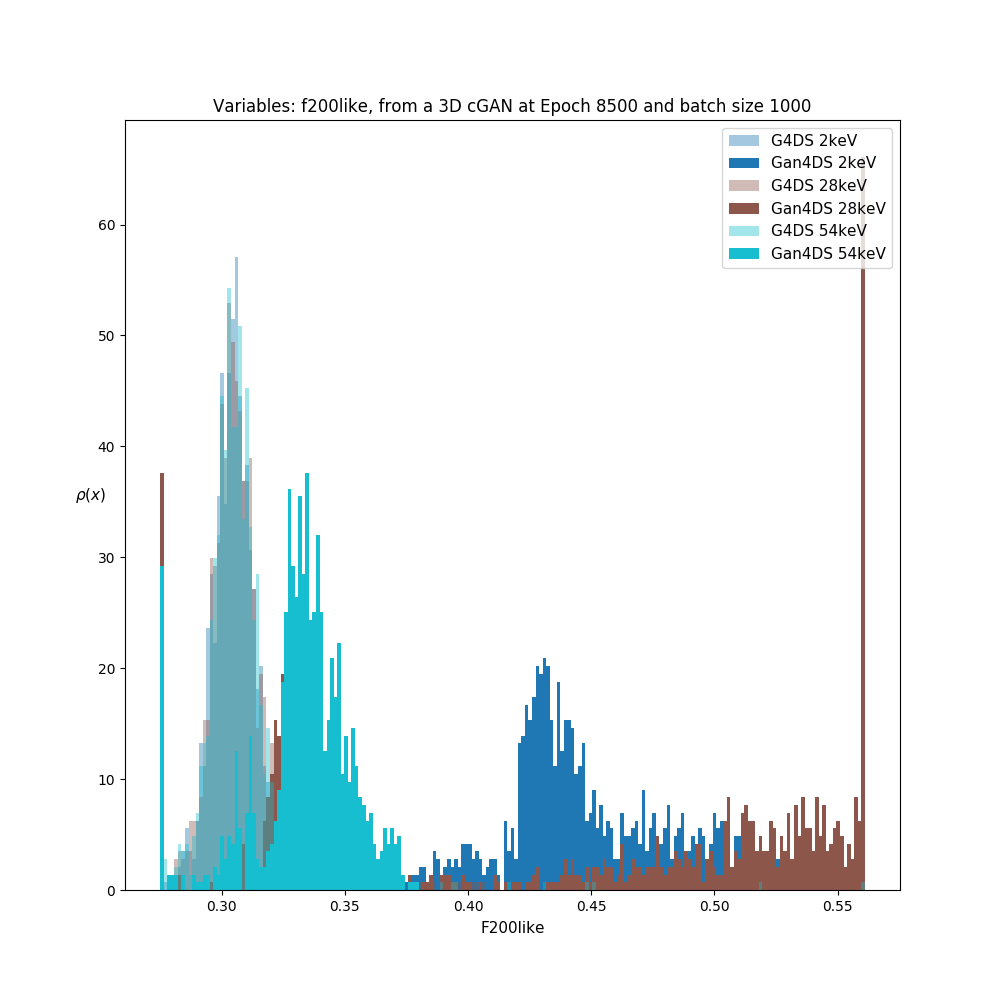 Variables: f200like, from a 3D cGAN at Epoch 8500 and batch size 1000
G4DS 2keV
Gan4DS 2keV
G4DS 28keV
Gan4DS 28keV
G4DS 54keV
Gan4DS 54keV
60
50
40
ρ(x)
30
20
10
0
0.30 0.35 0.40 0.45 0.50 0.55
F200like